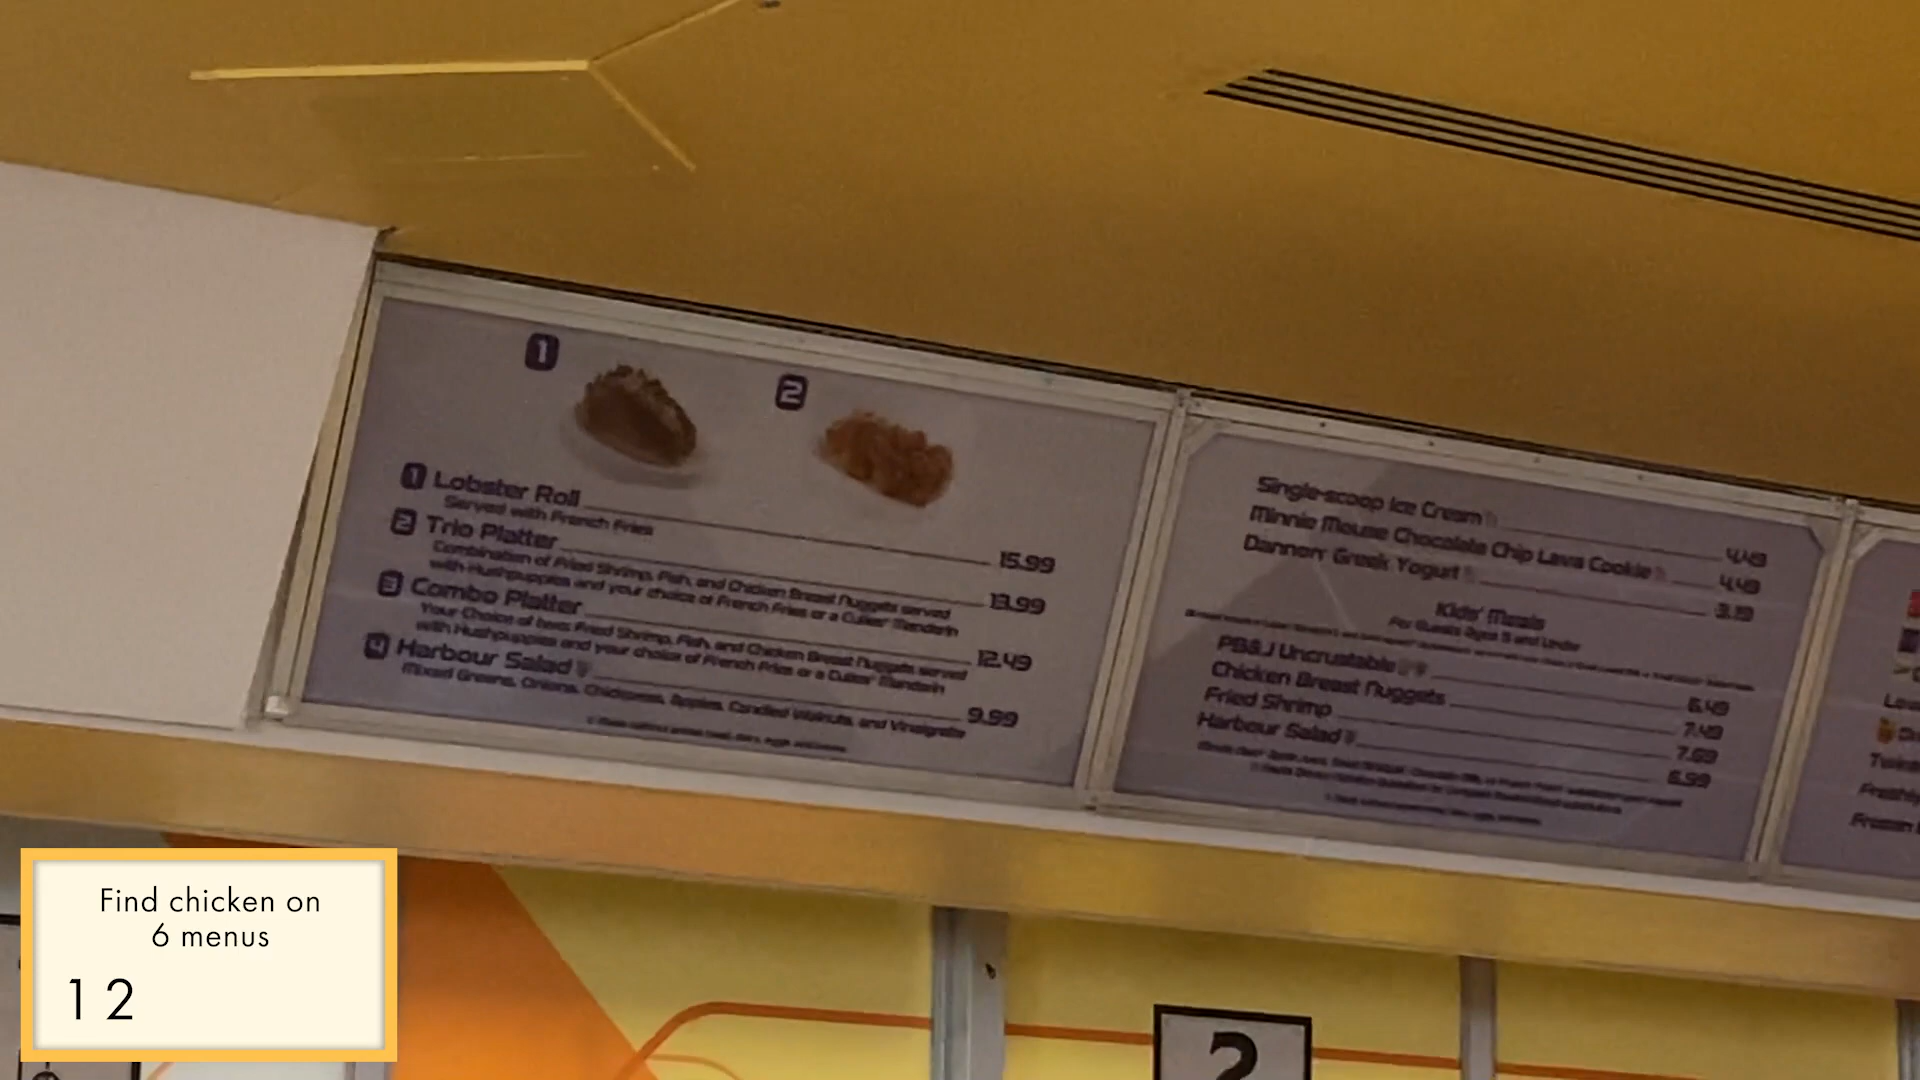 1
2
1 Lobster Roll 15.99
Served with French Fries
2 Trio Platter 13.99
Combination of Fried Shrimp, Fish, and Chicken Breast Nuggets served
with Hushpuppies and your choice of French Fries or a Cuties® Mandarin
3 Combo Platter 12.49
Your Choice of two: Fried Shrimp, Fish, and Chicken Breast Nuggets served
with Hushpuppies and your choice of French Fries or a Cuties® Mandarin
4 Harbour Salad 9.99
Mixed Greens, Onions, Chickpeas, Apples, Candied Walnuts, and Vinaigrette
Single-scoop Ice Cream 4.49
Minnie Mouse Chocolate Chip Lava Cookie 4.49
Dannon® Greek Yogurt 3.19
Kids' Meals
For Guests Ages 9 and Under
PB&J Uncrustable 6.49
Chicken Breast Nuggets 7.49
Fried Shrimp 7.69
Harbour Salad 6.99
2
Find chicken on
6 menus
1 2